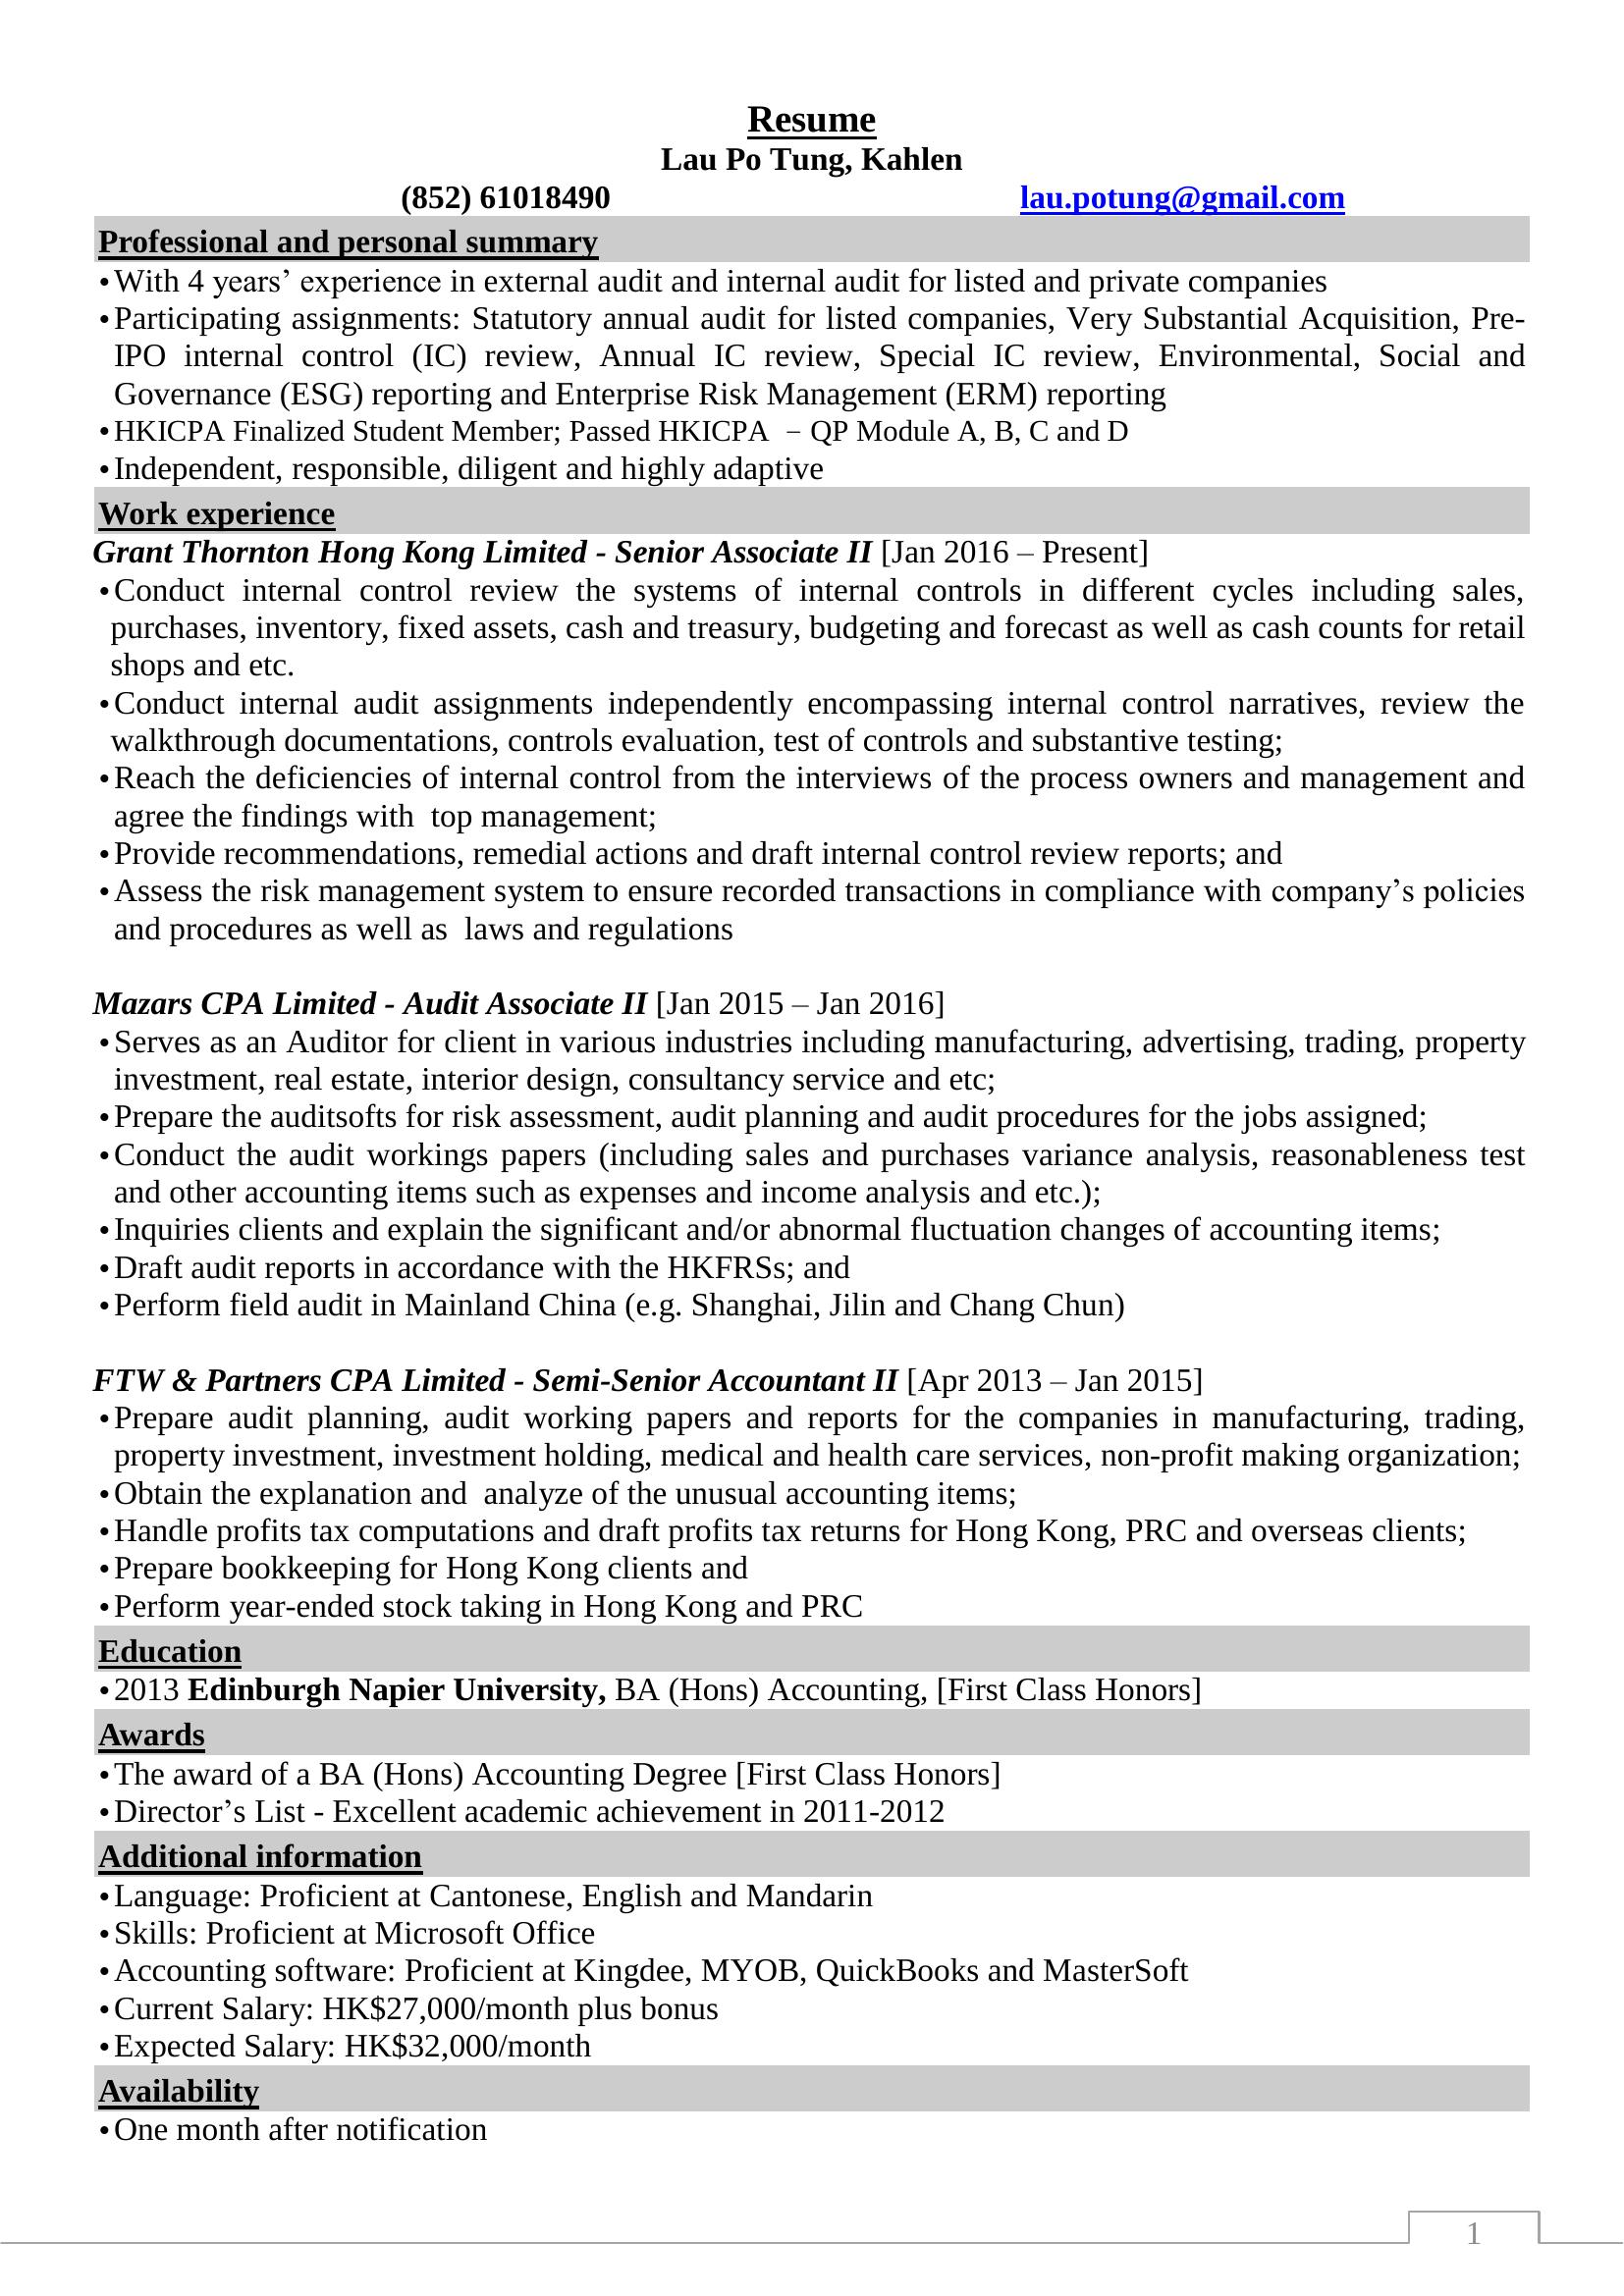 Resume
Lau Po Tung, Kahlen
(852) 61018490 lau.potung@gmail.com
Professional and personal summary
•With 4 years’ experience in external audit and internal audit for listed and private companies
•Participating assignments: Statutory annual audit for listed companies, Very Substantial Acquisition, Pre-
IPO internal control (IC) review, Annual IC review, Special IC review, Environmental, Social and
Governance (ESG) reporting and Enterprise Risk Management (ERM) reporting
•HKICPA Finalized Student Member; Passed HKICPA – QP Module A, B, C and D
•Independent, responsible, diligent and highly adaptive
Work experience
Grant Thornton Hong Kong Limited - Senior Associate II [Jan 2016 – Present]
•Conduct internal control review the systems of internal controls in different cycles including sales,
purchases, inventory, fixed assets, cash and treasury, budgeting and forecast as well as cash counts for retail
shops and etc.
•Conduct internal audit assignments independently encompassing internal control narratives, review the
walkthrough documentations, controls evaluation, test of controls and substantive testing;
•Reach the deficiencies of internal control from the interviews of the process owners and management and
agree the findings with top management;
•Provide recommendations, remedial actions and draft internal control review reports; and
•Assess the risk management system to ensure recorded transactions in compliance with company’s policies
and procedures as well as laws and regulations
Mazars CPA Limited - Audit Associate II [Jan 2015 – Jan 2016]
•Serves as an Auditor for client in various industries including manufacturing, advertising, trading, property
investment, real estate, interior design, consultancy service and etc;
•Prepare the auditsofts for risk assessment, audit planning and audit procedures for the jobs assigned;
•Conduct the audit workings papers (including sales and purchases variance analysis, reasonableness test
and other accounting items such as expenses and income analysis and etc.);
•Inquiries clients and explain the significant and/or abnormal fluctuation changes of accounting items;
•Draft audit reports in accordance with the HKFRSs; and
•Perform field audit in Mainland China (e.g. Shanghai, Jilin and Chang Chun)
FTW & Partners CPA Limited - Semi-Senior Accountant II [Apr 2013 – Jan 2015]
•Prepare audit planning, audit working papers and reports for the companies in manufacturing, trading,
property investment, investment holding, medical and health care services, non-profit making organization;
•Obtain the explanation and analyze of the unusual accounting items;
•Handle profits tax computations and draft profits tax returns for Hong Kong, PRC and overseas clients;
•Prepare bookkeeping for Hong Kong clients and
•Perform year-ended stock taking in Hong Kong and PRC
Education
•2013 Edinburgh Napier University, BA (Hons) Accounting, [First Class Honors]
Awards
•The award of a BA (Hons) Accounting Degree [First Class Honors]
•Director’s List - Excellent academic achievement in 2011-2012
Additional information
•Language: Proficient at Cantonese, English and Mandarin
•Skills: Proficient at Microsoft Office
•Accounting software: Proficient at Kingdee, MYOB, QuickBooks and MasterSoft
•Current Salary: HK$27,000/month plus bonus
•Expected Salary: HK$32,000/month
Availability
•One month after notification
1